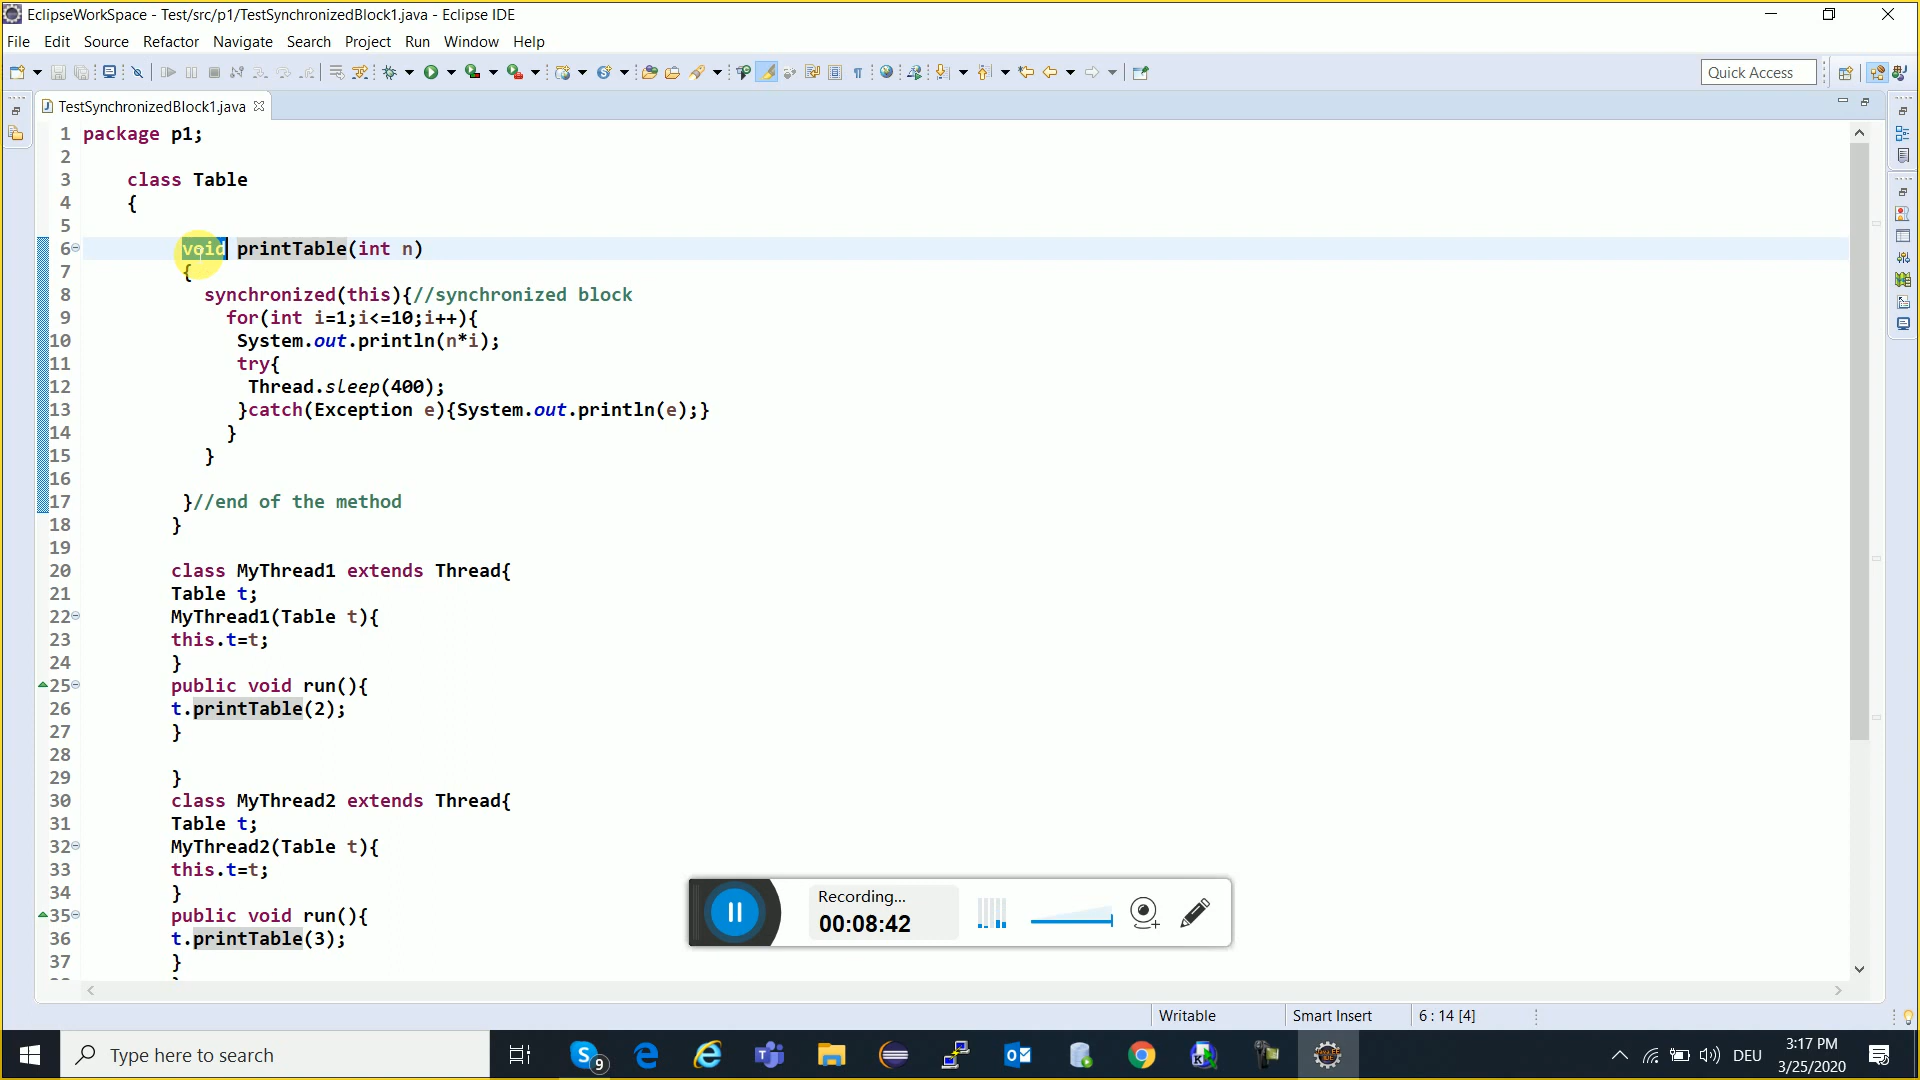 EclipseWorkSpace - Test/src/p1/TestSynchronizedBlock1.java - Eclipse IDE
File Edit Source Refactor Navigate Search Project Run Window Help
Quick Access
TestSynchronizedBlock1.java
1 package p1;
2
3 class Table
4 {
5
6 void printTable(int n)
7 {
8 synchronized(this){//synchronized block
9 for(int i=1;i<=10;i++){
10 System.out.println(n*i);
11 try{
12 Thread.sleep(400);
13 }catch(Exception e){System.out.println(e);}
14 }
15 }
16
17 }//end of the method
18 }
19
20 class MyThread1 extends Thread{
21 Table t;
22 MyThread1(Table t){
23 this.t=t;
24 }
25 public void run(){
26 t.printTable(2);
27 }
28
29 }
30 class MyThread2 extends Thread{
31 Table t;
32 MyThread2(Table t){
33 this.t=t;
34 }
35 public void run(){
36 t.printTable(3);
37 }
Recording...
00:08:42
Writable Smart Insert 6 : 14 [4]
Type here to search
9
DEU
3:17 PM
3/25/2020